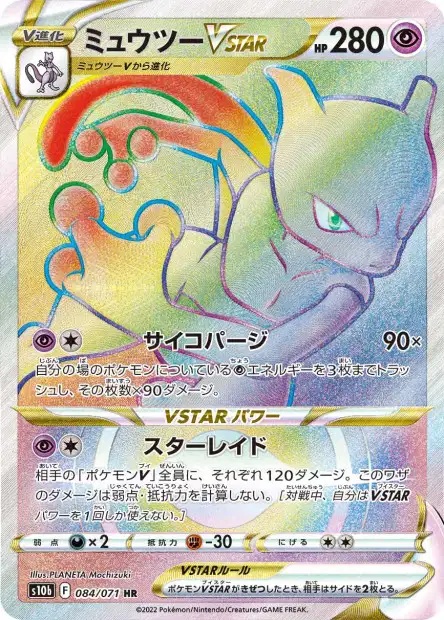 V進化 ミュウツーVSTAR HP280
ミュウツーVから進化
サイコパージ 90×
自分の場のポケモンについているエネルギーを3枚までトラッ
シュし、その枚数×90ダメージ。
VSTARパワー
スターレイド
相手の「ポケモンV」全員に、それぞれ120ダメージ。このワザ
のダメージは弱点・抵抗力を計算しない。[対戦中、自分はVSTAR
パワーを1回しか使えない。]
弱点 ×2 抵抗力 -30 にげる
Illus.PLANETA Mochizuki
VSTARルール
s10b F 084/071 HR
ポケモンVSTARがきぜつしたとき、相手はサイドを2枚とる。
©2022 Pokémon/Nintendo/Creatures/GAME FREAK.